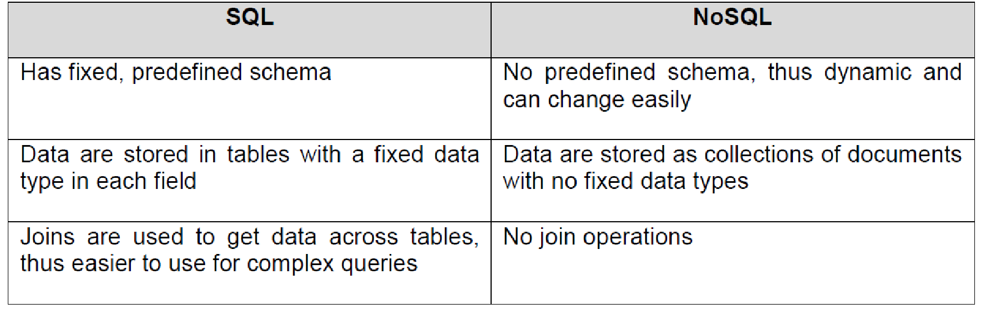 SQL
NoSQL
Has fixed, predefined schema
No predefined schema, thus dynamic and
can change easily
Data are stored in tables with a fixed data
type in each field
Data are stored as collections of documents
with no fixed data types
Joins are used to get data across tables,
thus easier to use for complex queries
No join operations